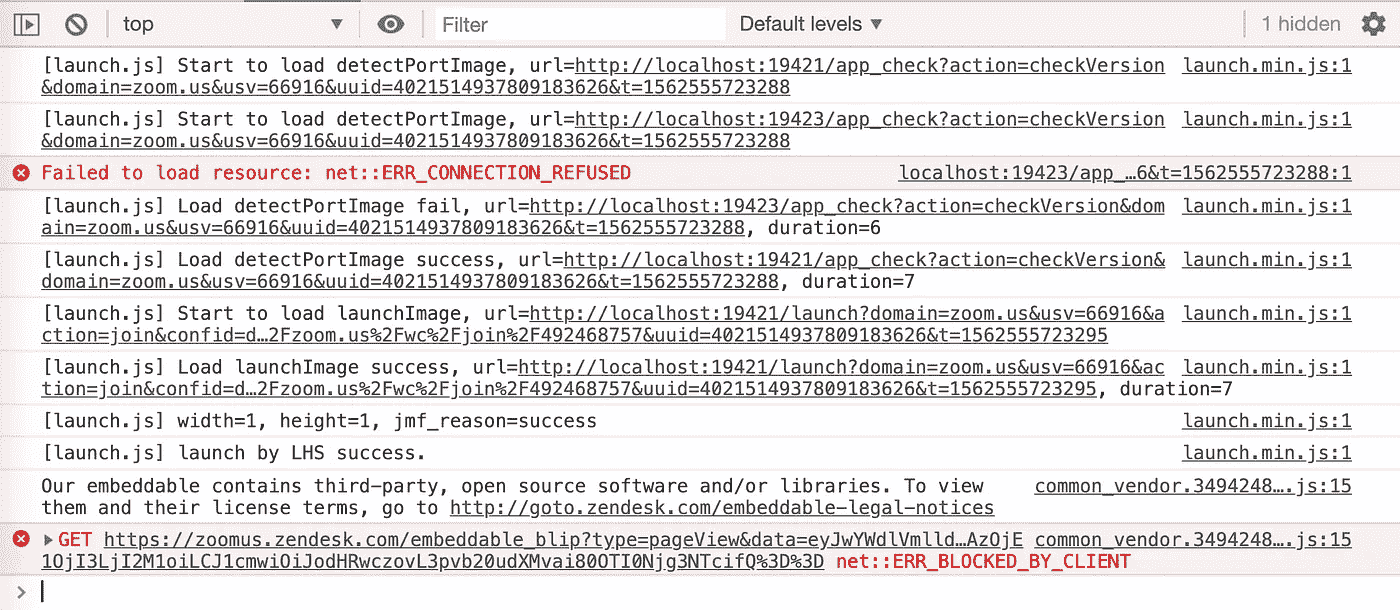 top Filter Default levels 1 hidden
[launch.js] Start to load detectPortImage, url=http://localhost:19421/app_check?action=checkVersion launch.min.js:1
&domain=zoom.us&usv=66916&uuid=4021514937809183626&t=1562555723288
[launch.js] Start to load detectPortImage, url=http://localhost:19423/app_check?action=checkVersion launch.min.js:1
&domain=zoom.us&usv=66916&uuid=4021514937809183626&t=1562555723288
Failed to load resource: net::ERR_CONNECTION_REFUSED localhost:19423/app_…6&t=1562555723288:1
[launch.js] Load detectPortImage fail, url=http://localhost:19423/app_check?action=checkVersion&dom launch.min.js:1
ain=zoom.us&usv=66916&uuid=4021514937809183626&t=1562555723288, duration=6
[launch.js] Load detectPortImage success, url=http://localhost:19421/app_check?action=checkVersion& launch.min.js:1
domain=zoom.us&usv=66916&uuid=4021514937809183626&t=1562555723288, duration=7
[launch.js] Start to load launchImage, url=http://localhost:19421/launch?domain=zoom.us&usv=66916&a launch.min.js:1
ction=join&confid=d…2Fzoom.us%2Fwc%2Fjoin%2F492468757&uuid=4021514937809183626&t=1562555723295
[launch.js] Load launchImage success, url=http://localhost:19421/launch?domain=zoom.us&usv=66916&ac launch.min.js:1
tion=join&confid=d…2Fzoom.us%2Fwc%2Fjoin%2F492468757&uuid=4021514937809183626&t=1562555723295, duration=7
[launch.js] width=1, height=1, jmf_reason=success launch.min.js:1
[launch.js] launch by LHS success. launch.min.js:1
Our embeddable contains third-party, open source software and/or libraries. To view common_vendor.3494248….js:15
them and their license terms, go to http://goto.zendesk.com/embeddable-legal-notices
GET https://zoomus.zendesk.com/embeddable_blip?type=pageView&data=eyJwYWdlVmlld…AzOjE common_vendor.3494248….js:15
1OjI3LjI2M1oiLCJ1cmwiOiJodHRwczovL3pvb20udXMvai80OTI0Njg3NTcifQ%3D%3D net::ERR_BLOCKED_BY_CLIENT